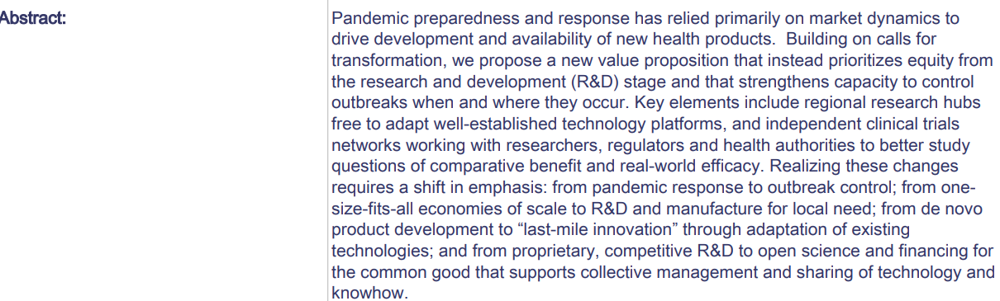 Abstract:
Pandemic preparedness and response has relied primarily on market dynamics to
drive development and availability of new health products.  Building on calls for
transformation, we propose a new value proposition that instead prioritizes equity from
the research and development (R&D) stage and that strengthens capacity to control
outbreaks when and where they occur. Key elements include regional research hubs
free to adapt well-established technology platforms, and independent clinical trials
networks working with researchers, regulators and health authorities to better study
questions of comparative benefit and real-world efficacy. Realizing these changes
requires a shift in emphasis: from pandemic response to outbreak control; from one-
size-fits-all economies of scale to R&D and manufacture for local need; from de novo
product development to “last-mile innovation” through adaptation of existing
technologies; and from proprietary, competitive R&D to open science and financing for
the common good that supports collective management and sharing of technology and
knowhow.